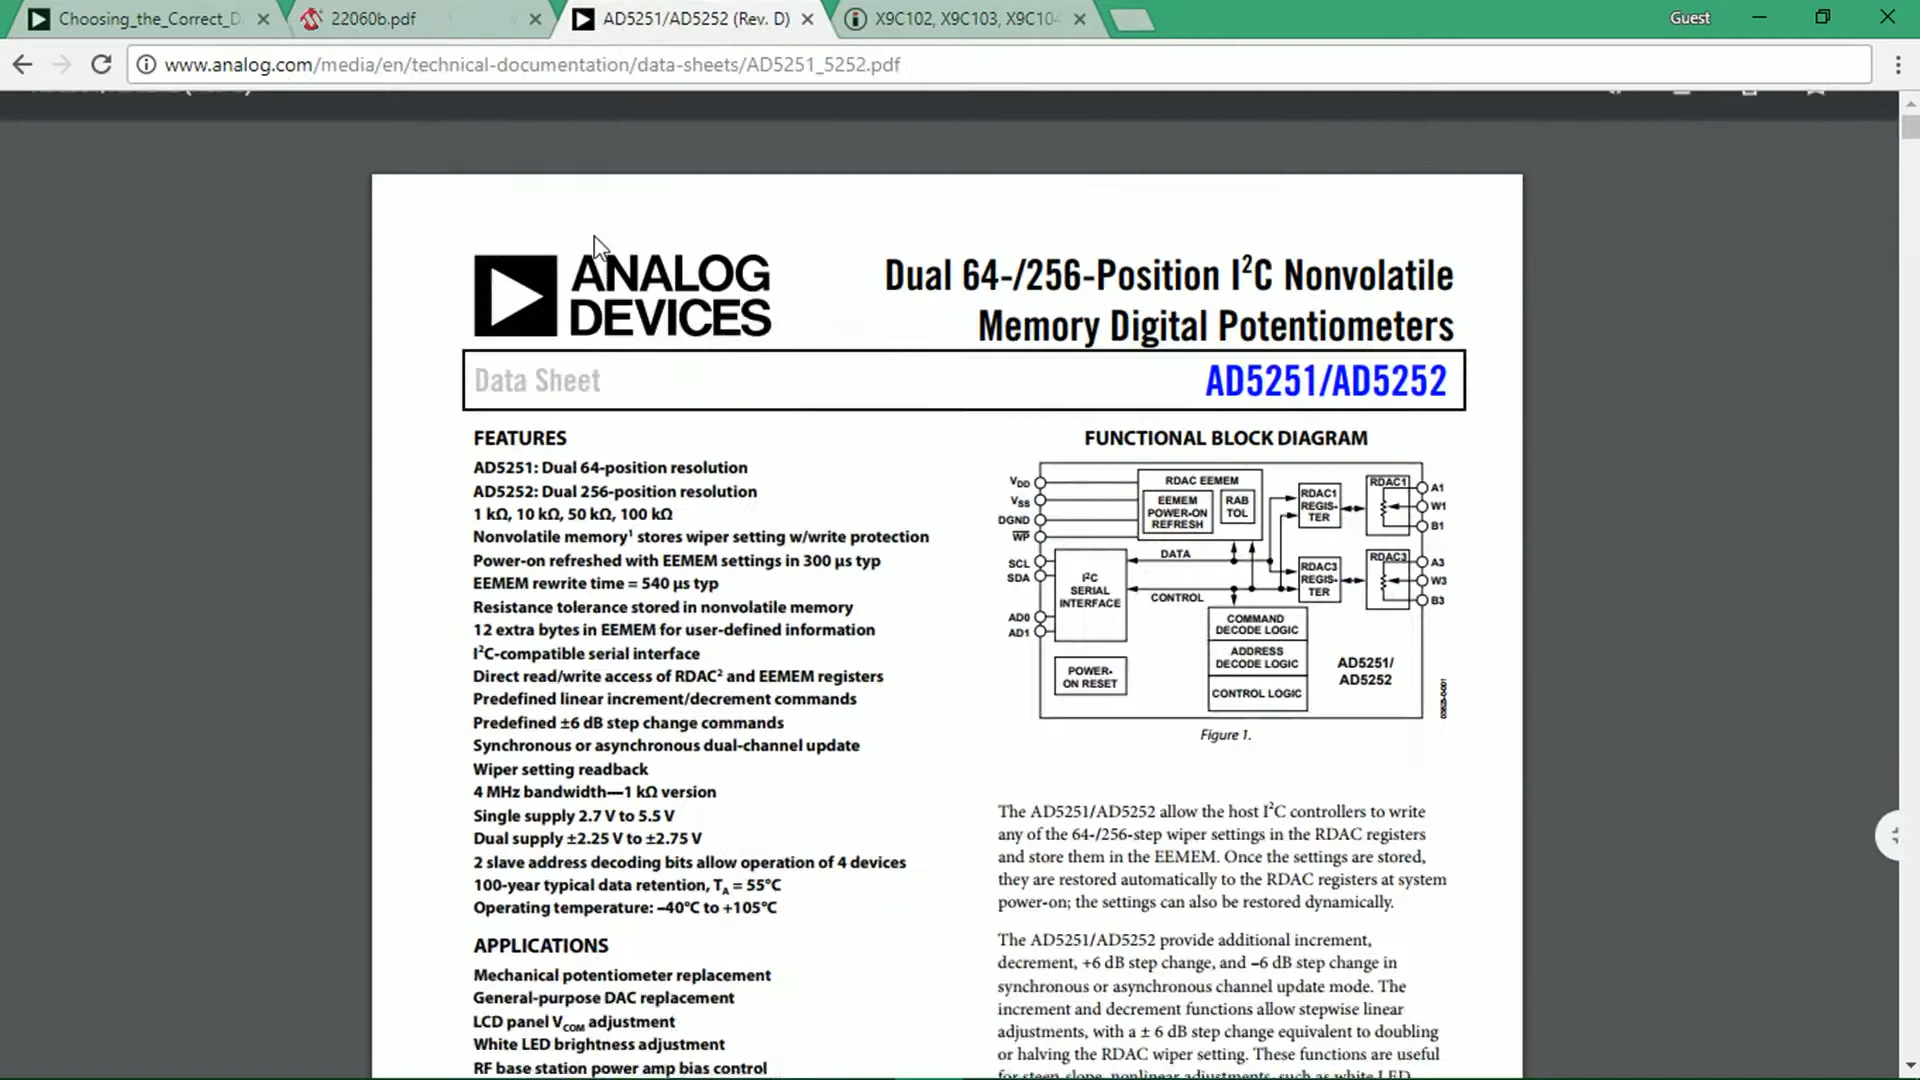 Choosing_the_Correct_D
22060b.pdf
AD5251/AD5252 (Rev. D)
X9C102, X9C103, X9C104
Guest
www.analog.com/media/en/technical-documentation/data-sheets/AD5251_5252.pdf
ANALOG
DEVICES
Dual 64-/256-Position I²C Nonvolatile
Memory Digital Potentiometers
Data Sheet
AD5251/AD5252
FEATURES
AD5251: Dual 64-position resolution
AD5252: Dual 256-position resolution
1 kΩ, 10 kΩ, 50 kΩ, 100 kΩ
Nonvolatile memory¹ stores wiper setting w/write protection
Power-on refreshed with EEMEM settings in 300 µs typ
EEMEM rewrite time = 540 µs typ
Resistance tolerance stored in nonvolatile memory
12 extra bytes in EEMEM for user-defined information
I²C-compatible serial interface
Direct read/write access of RDAC² and EEMEM registers
Predefined linear increment/decrement commands
Predefined ±6 dB step change commands
Synchronous or asynchronous dual-channel update
Wiper setting readback
4 MHz bandwidth—1 kΩ version
Single supply 2.7 V to 5.5 V
Dual supply ±2.25 V to ±2.75 V
2 slave address decoding bits allow operation of 4 devices
100-year typical data retention, TA = 55°C
Operating temperature: –40°C to +105°C
APPLICATIONS
Mechanical potentiometer replacement
General-purpose DAC replacement
LCD panel VCOM adjustment
White LED brightness adjustment
RF base station power amp bias control
FUNCTIONAL BLOCK DIAGRAM
VDD
VSS
DGND
WP
SCL
SDA
AD0
AD1
RDAC EEMEM
EEMEM
POWER-ON
REFRESH
RAB
TOL
RDAC1
REGIS-
TER
RDAC1
A1
W1
B1
DATA
I²C
SERIAL
INTERFACE
CONTROL
RDAC3
REGIS-
TER
RDAC3
A3
W3
B3
COMMAND
DECODE LOGIC
ADDRESS
DECODE LOGIC
CONTROL LOGIC
POWER-
ON RESET
AD5251/
AD5252
Figure 1.
The AD5251/AD5252 allow the host I²C controllers to write
any of the 64-/256-step wiper settings in the RDAC registers
and store them in the EEMEM. Once the settings are stored,
they are restored automatically to the RDAC registers at system
power-on; the settings can also be restored dynamically.
The AD5251/AD5252 provide additional increment,
decrement, +6 dB step change, and –6 dB step change in
synchronous or asynchronous channel update mode. The
increment and decrement functions allow stepwise linear
adjustments, with a ± 6 dB step change equivalent to doubling
or halving the RDAC wiper setting. These functions are useful
for steep-slope, nonlinear adjustments, such as white LED